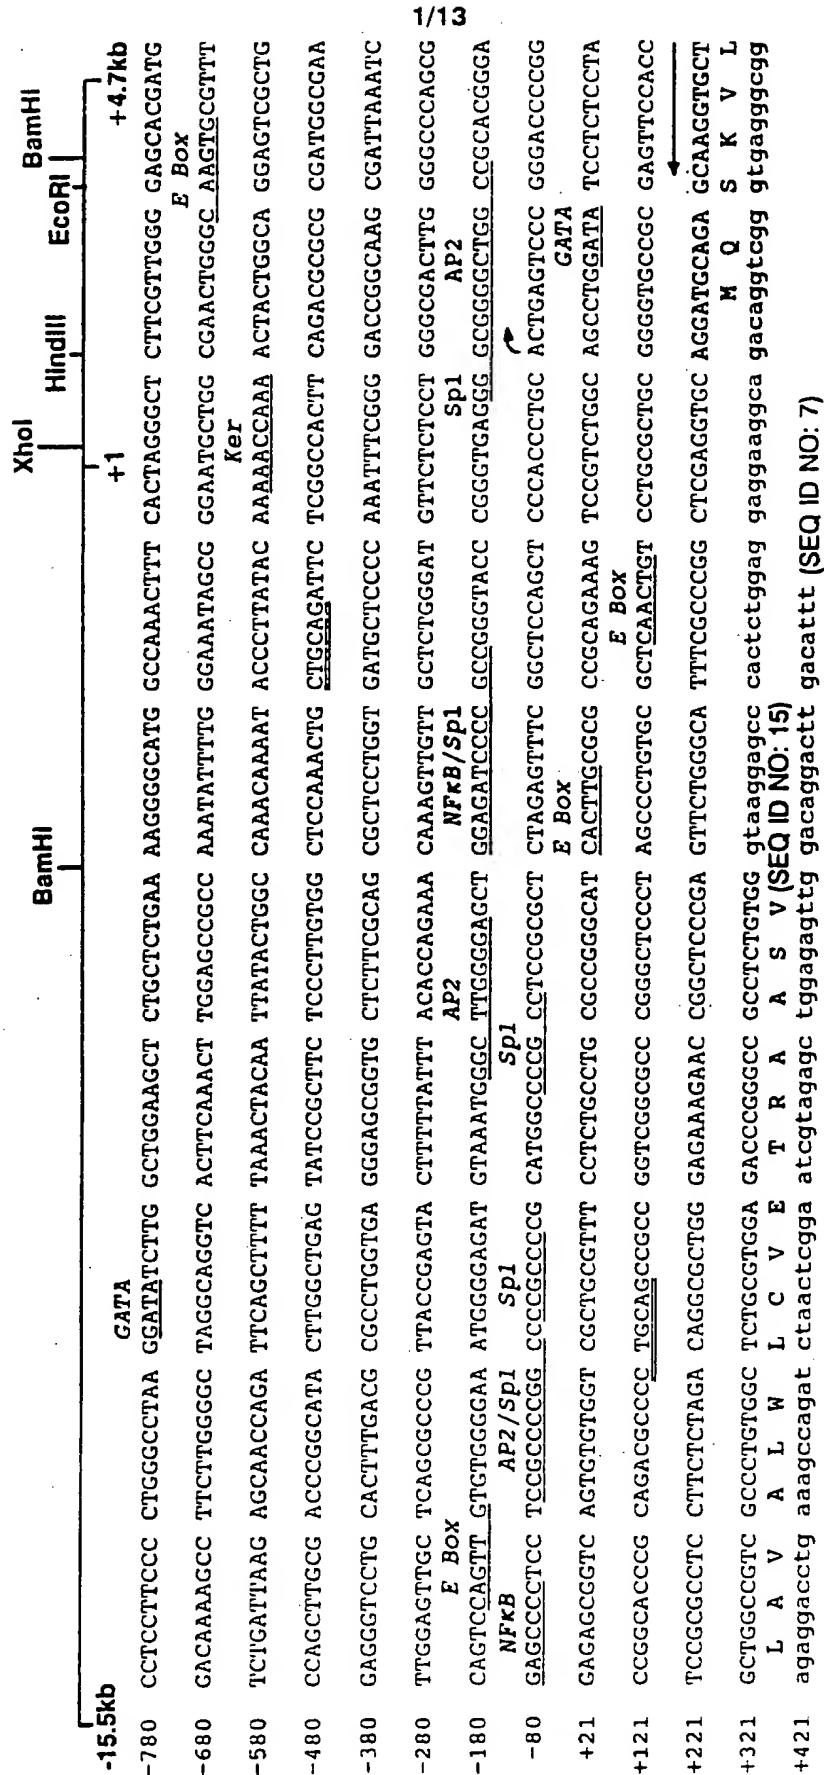 1/13
XhoI
BamHI HindIII EcoRI BamHI
-15.5kb +1 +4.7kb
GATA
-780 CCTCCTTCCC CTGGGCCTAA GGATATCTTG GCTGGAAGCT CTGCTCTGAA AAGGGGCATG GCCAAACTTT CACTAGGGCT CTTCGTTGGG GAGCACGATG
E Box
-680 GACAAAAGCC TTCTTGGGGC TAGGCAGGTC ACTTCAAACT TGGAGCCGCC AAATATTTTG GGAAATAGCG GGAATGCTGG CGAACTGGGC AAGTGCGTTT
Ker
-580 TCTGATTAAG AGCAACCAGA TTCAGCTTTT TAAACTACAA TTATACTGGC CAAACAAAAT ACCCTTATAC AAAAACCAAA ACTACTGGCA GGAGTCGCTG
-480 CCAGCTTGCG ACCCGGCATA CTTGGCTGAG TATCCGCTTC TCCCTTGTGG CTCCAAACTG CTGCAGATTC TCGGCCACTT CAGACGCGCG CGATGGCGAA
-380 GAGGGTCCTG CACTTTGACG CGCCTGGTGA GGGAGCGGTG CTCTTCGCAG CGCTCCTGGT GATGCTCCCC AAATTTCGGG GACCGGCAAG CGATTAAATC
-280 TTGGAGTTGC TCAGCGCCCG TTACCGAGTA CTTTTTATTT ACACCAGAAA CAAAGTTGTT GCTCTGGGAT GTTCTCTCCT GGGCGACTTG GGGCCCAGCG
E Box AP2 NFκB/Sp1 Sp1 AP2
-180 CAGTCCAGTT GTGTGGGGAA ATGGGGAGAT GTAAATGGGC TTGGGGAGCT GGAGATCCCC GCCGGGTACC CGGGTGAGGG GCGGGGCTGG CCGCACGGGA
NFκB AP2/Sp1 Sp1 Sp1
-80 GAGCCCCTCC TCCGCCCCGG CCCCGCCCCG CATGGCCCCG CCTCCGCGCT CTAGAGTTTC GGCTCCAGCT CCCACCCTGC ACTGAGTCCC GGGACCCCGG
E Box GATA
+21 GAGAGCGGTC AGTGTGTGGT CGCTGCGTTT CCTCTGCCTG CGCCGGGCAT CACTTGCGCG CCGCAGAAAG TCCGTCTGGC AGCCTGGATA TCCTCTCCTA
E Box
+121 CCGGCACCCG CAGACGCCCC TGCAGCCGCC GGTCGGCGCC CGGGCTCCCT AGCCCTGTGC GCTCAACTGT CCTGCGCTGC GGGGTGCCGC GAGTTCCACC
+221 TCCGCGCCTC CTTCTCTAGA CAGGCGCTGG GAGAAAGAAC CGGCTCCCGA GTTCTGGGCA TTTCGCCCGG CTCGAGGTGC AGGATGCAGA GCAAGGTGCT
M Q S K V L
+321 GCTGGCCGTC GCCCTGTGGC TCTGCGTGGA GACCCGGGCC GCCTCTGTGG gtaaggagcc cactctggag gaggaaggca gacaggtcgg gtgagggcgg
L A V A L W L C V E T R A A S V (SEQ ID NO: 15)
+421 agaggacctg aaagccagat ctaactcgga atcgtagagc tggagagttg gacaggactt gacattt (SEQ ID NO: 7)